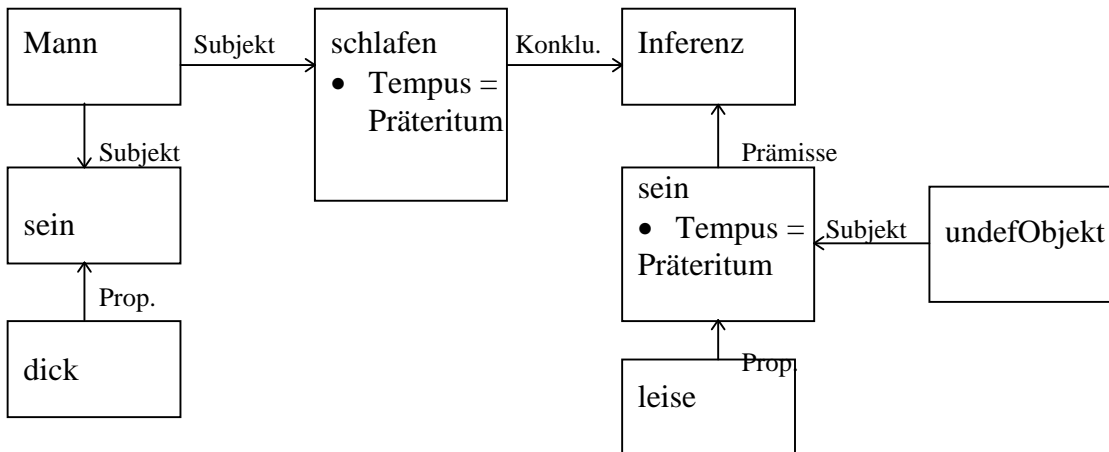 Mann
Subjekt
schlafen
• Tempus =
Präteritum
Konklu.
Inferenz
Subjekt
Prämisse
sein
sein
• Tempus =
Präteritum
Subjekt
undefObjekt
Prop.
dick
Prop.
leise